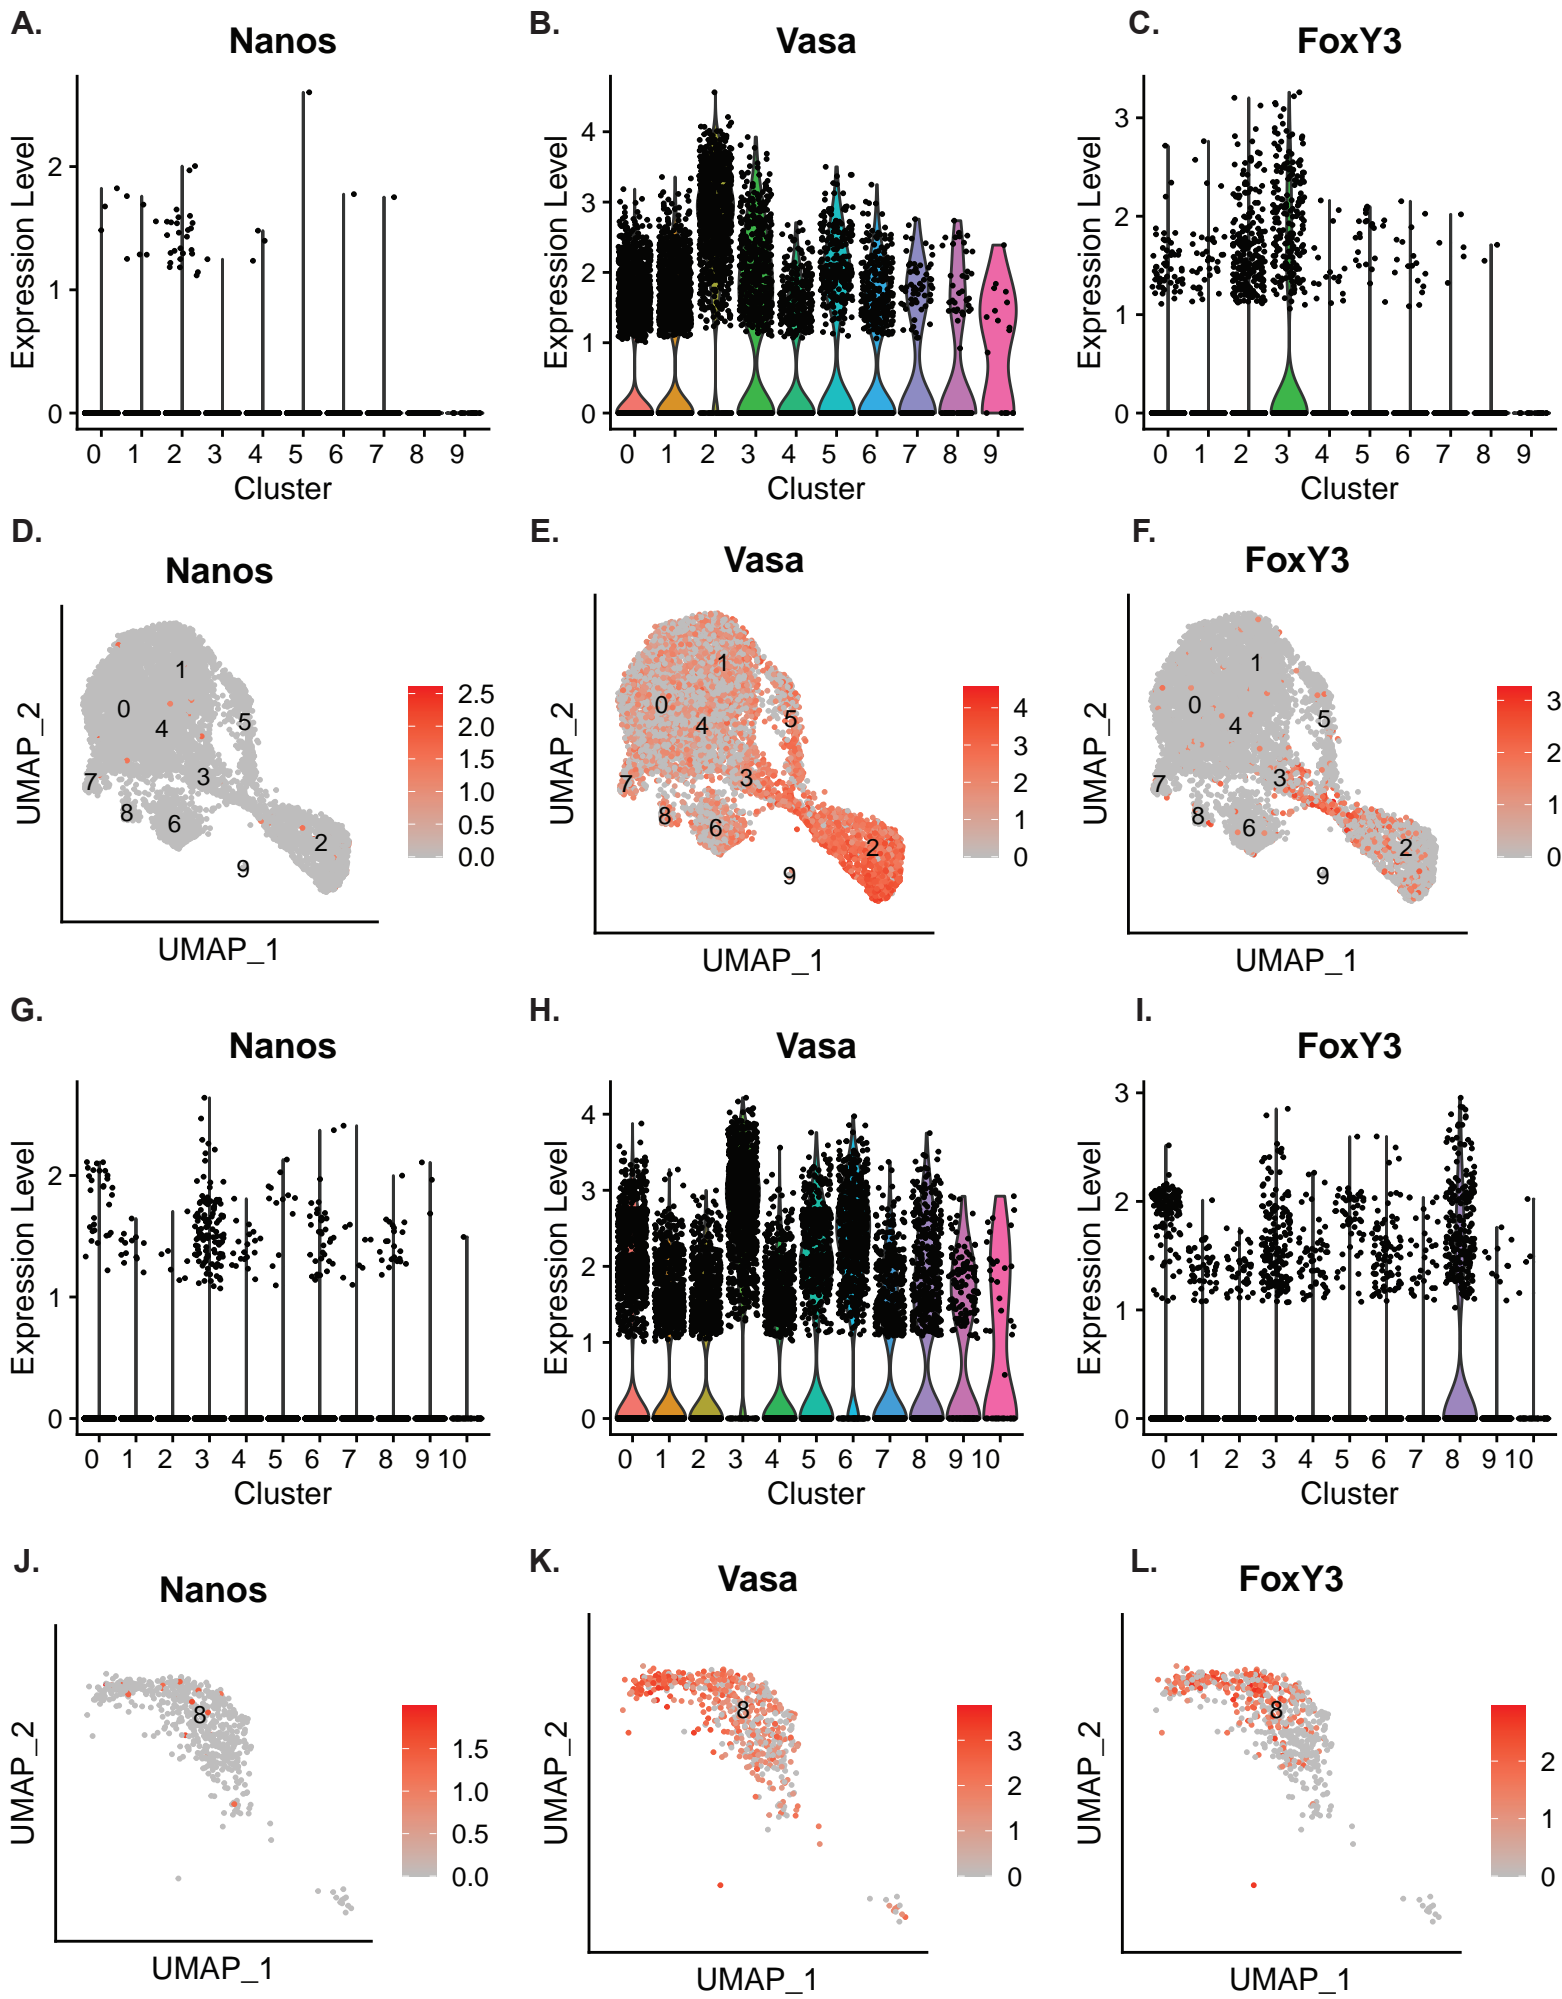 A.
Nanos
Expression Level
2
1
0
0 1 2 3 4 5 6 7 8 9
Cluster
B.
Vasa
Expression Level
4
3
2
1
0
0 1 2 3 4 5 6 7 8 9
Cluster
C.
FoxY3
Expression Level
3
2
1
0
0 1 2 3 4 5 6 7 8 9
Cluster
D.
Nanos
UMAP_2
1
0
4
5
7
3
8
6
2
9
2.5
2.0
1.5
1.0
0.5
0.0
UMAP_1
E.
Vasa
UMAP_2
1
0
4
5
7
3
8
6
2
9
4
3
2
1
0
UMAP_1
F.
FoxY3
UMAP_2
1
0
4
5
7
3
8
6
2
9
3
2
1
0
UMAP_1
G.
Nanos
Expression Level
2
1
0
0 1 2 3 4 5 6 7 8 9 10
Cluster
H.
Vasa
Expression Level
4
3
2
1
0
0 1 2 3 4 5 6 7 8 9 10
Cluster
I.
FoxY3
Expression Level
3
2
1
0
0 1 2 3 4 5 6 7 8 9 10
Cluster
J.
Nanos
UMAP_2
8
1.5
1.0
0.5
0.0
UMAP_1
K.
Vasa
UMAP_2
8
3
2
1
0
UMAP_1
L.
FoxY3
UMAP_2
8
2
1
0
UMAP_1